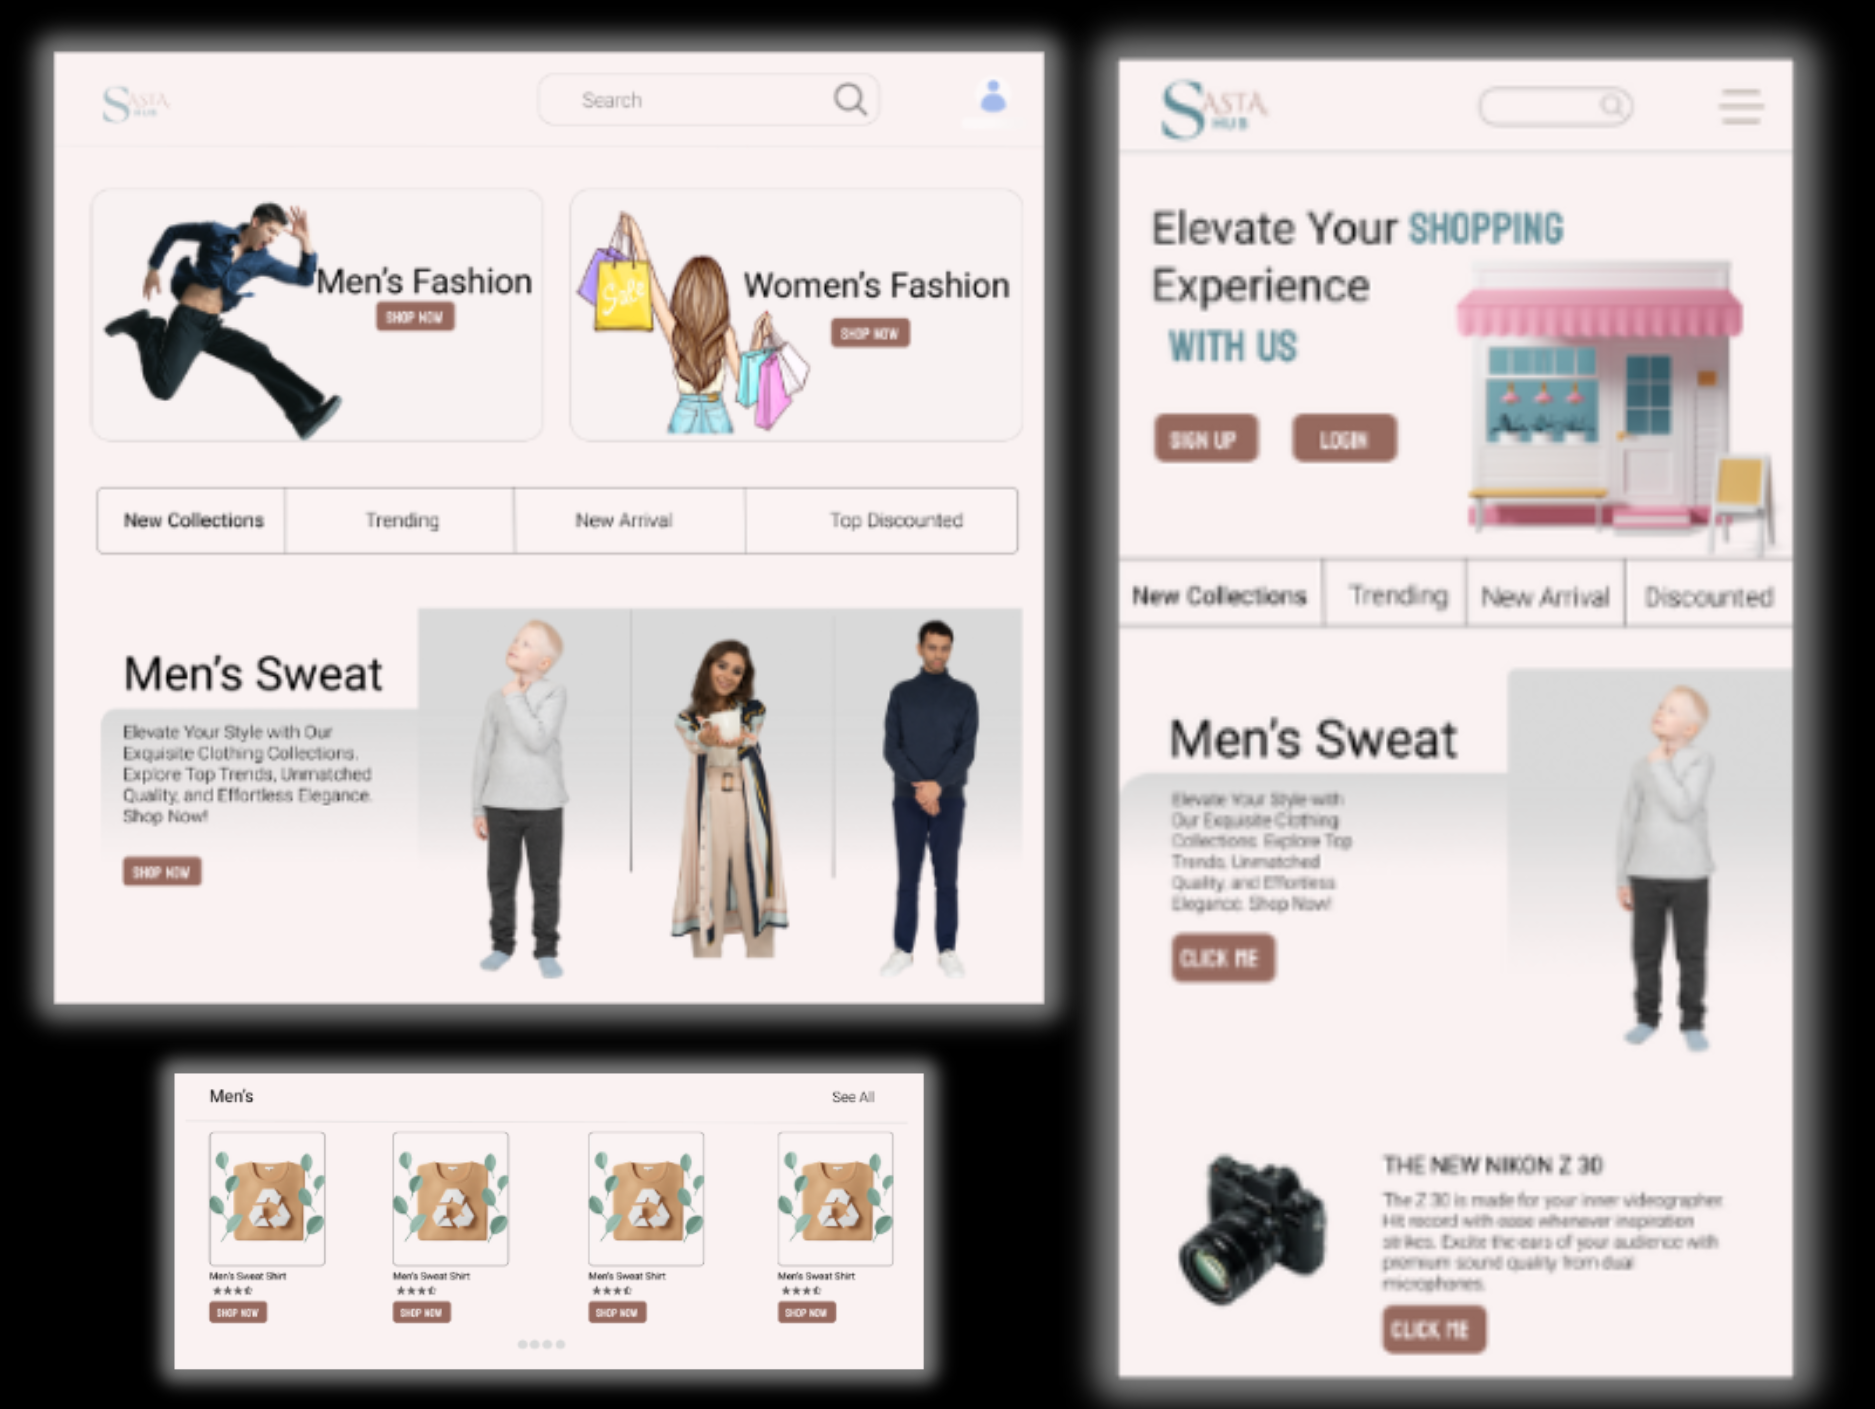 SASTA
HUB
Search
Sale
Men's Fashion
SHOP NOW
Women's Fashion
SHOP NOW
New Collections
Trending
New Arrival
Top Discounted
Men's Sweat
Elevate Your Style with Our
Exquisite Clothing Collections.
Explore Top Trends, Unmatched
Quality, and Effortless Elegance.
Shop Now!
SHOP NOW
Men's
See All
Men's Sweat Shirt
SHOP NOW
Men's Sweat Shirt
SHOP NOW
Men's Sweat Shirt
SHOP NOW
Men's Sweat Shirt
SHOP NOW
SASTA
HUB
Elevate Your SHOPPING
Experience
WITH US
SIGN UP
LOGIN
New Collections
Trending
New Arrival
Discounted
Men's Sweat
Elevate Your Style with
Our Exquisite Clothing
Collections. Explore Top
Trends, Unmatched
Quality, and Effortless
Elegance. Shop Now!
CLICK ME
THE NEW NIKON Z 30
The Z 30 is made for your inner videographer.
Hit record with ease whenever inspiration
strikes. Excite the ears of your audience with
premium sound quality from dual
microphones.
CLICK ME